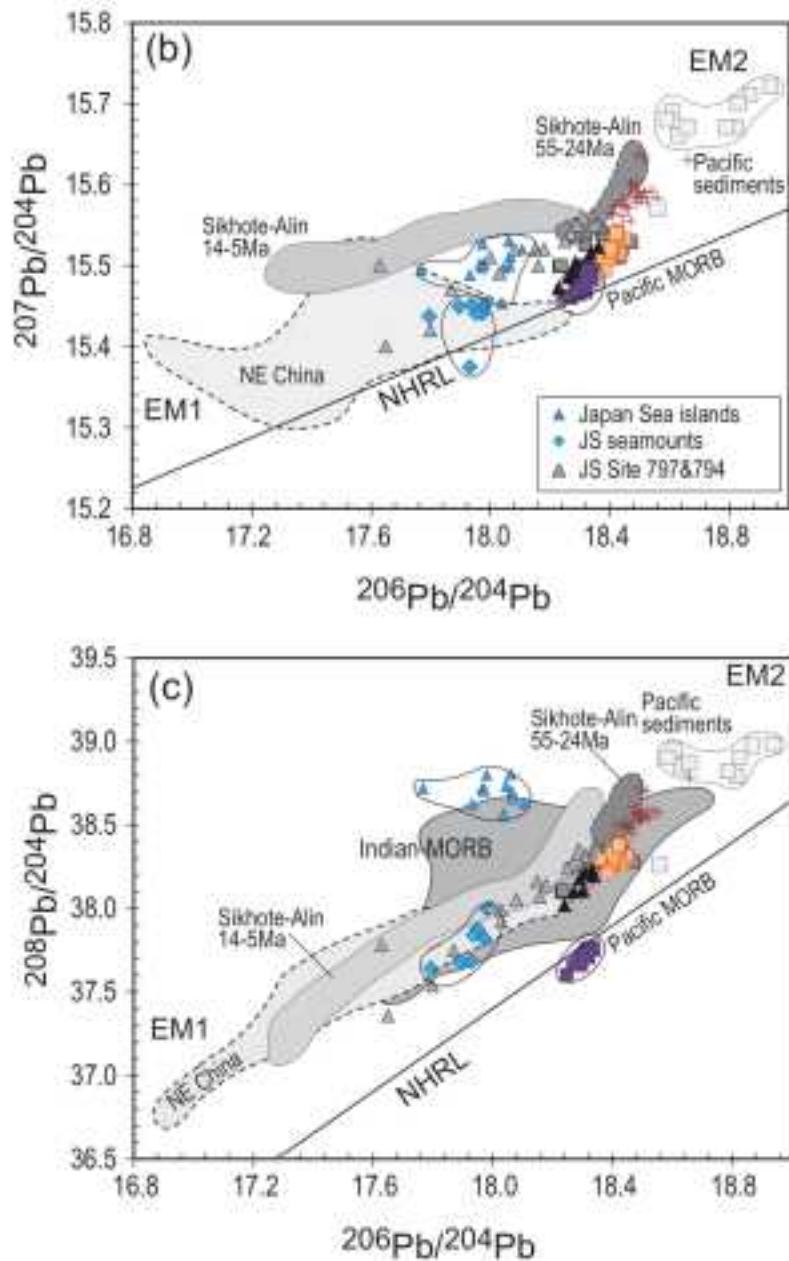 (b)
EM2
Sikhote-Alin
55-24Ma
Pacific
sediments
Sikhote-Alin
14-5Ma
Pacific MORB
NE China
NHRL
EM1
Japan Sea islands
JS seamounts
JS Site 797&794
15.8
15.7
15.6
15.5
15.4
15.3
15.2
207Pb/204Pb
16.8 17.2 17.6 18.0 18.4 18.8
206Pb/204Pb
(c)
EM2
Pacific
sediments
Sikhote-Alin
55-24Ma
Indian-MORB
Sikhote-Alin
14-5Ma
Pacific MORB
EM1
NE China
NHRL
39.5
39.0
38.5
38.0
37.5
37.0
36.5
208Pb/204Pb
16.8 17.2 17.6 18.0 18.4 18.8
206Pb/204Pb